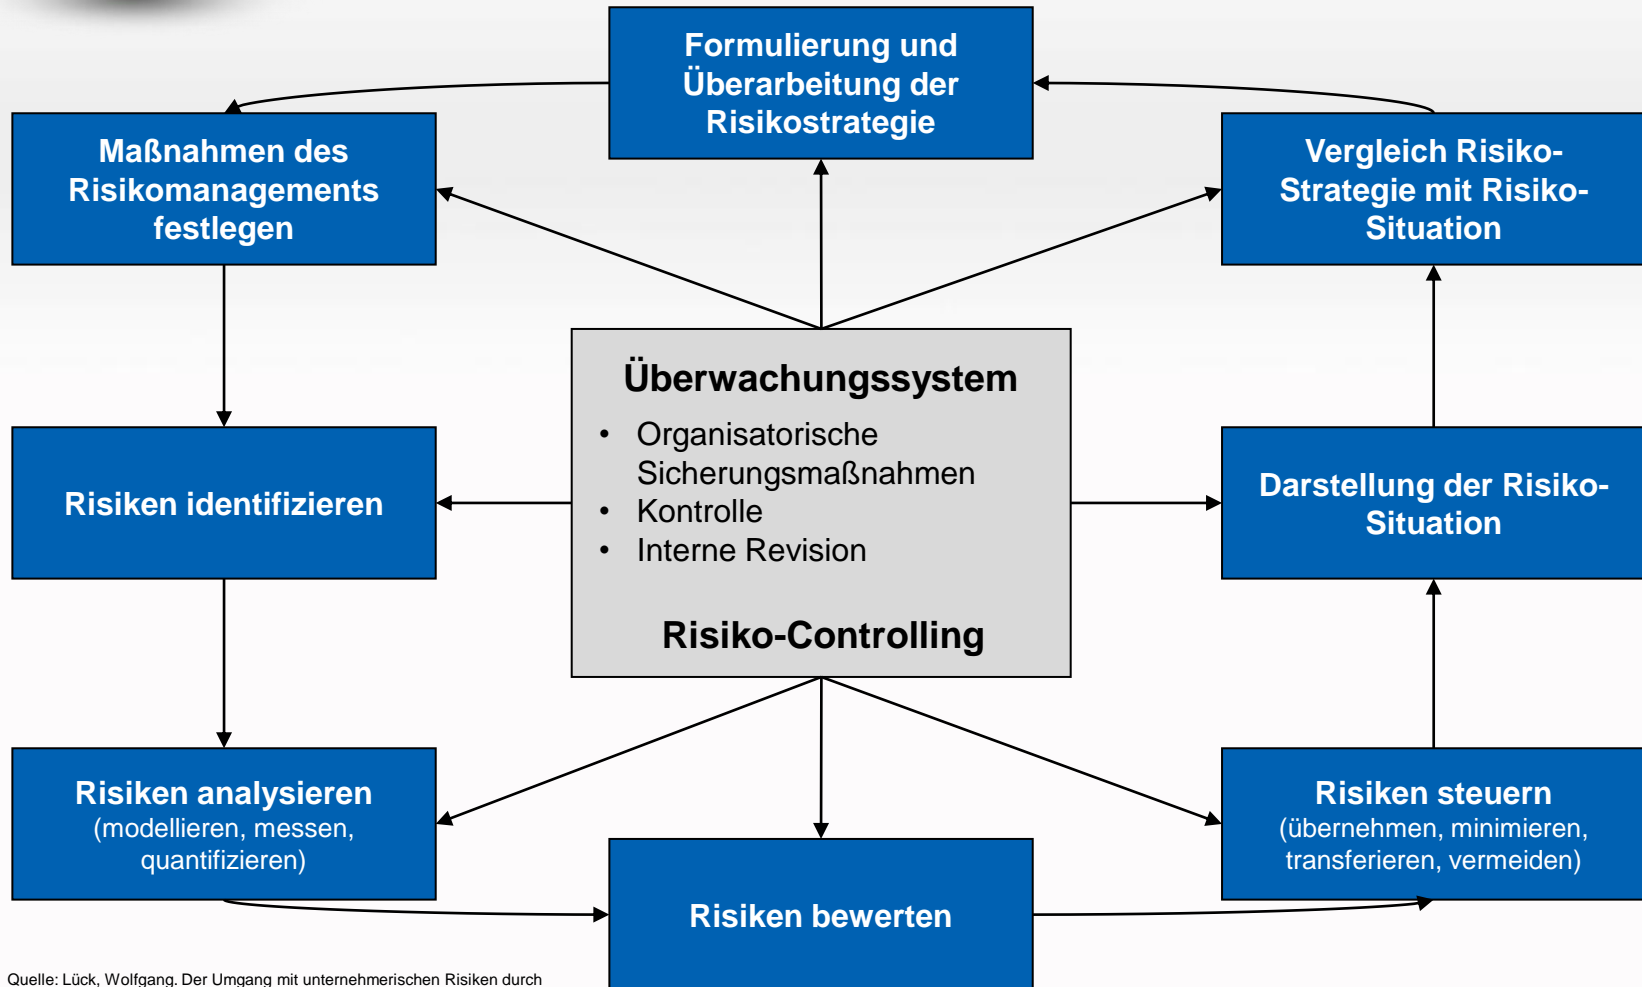 Formulierung und
Überarbeitung der
Risikostrategie
Maßnahmen des
Risikomanagements
festlegen
Vergleich Risiko-
Strategie mit Risiko-
Situation
Überwachungssystem
• Organisatorische
Sicherungsmaßnahmen
• Kontrolle
• Interne Revision
Risiko-Controlling
Risiken identifizieren
Darstellung der Risiko-
Situation
Risiken analysieren
(modellieren, messen,
quantifizieren)
Risiken bewerten
Risiken steuern
(übernehmen, minimieren,
transferieren, vermeiden)
Quelle: Lück, Wolfgang. Der Umgang mit unternehmerischen Risiken durch